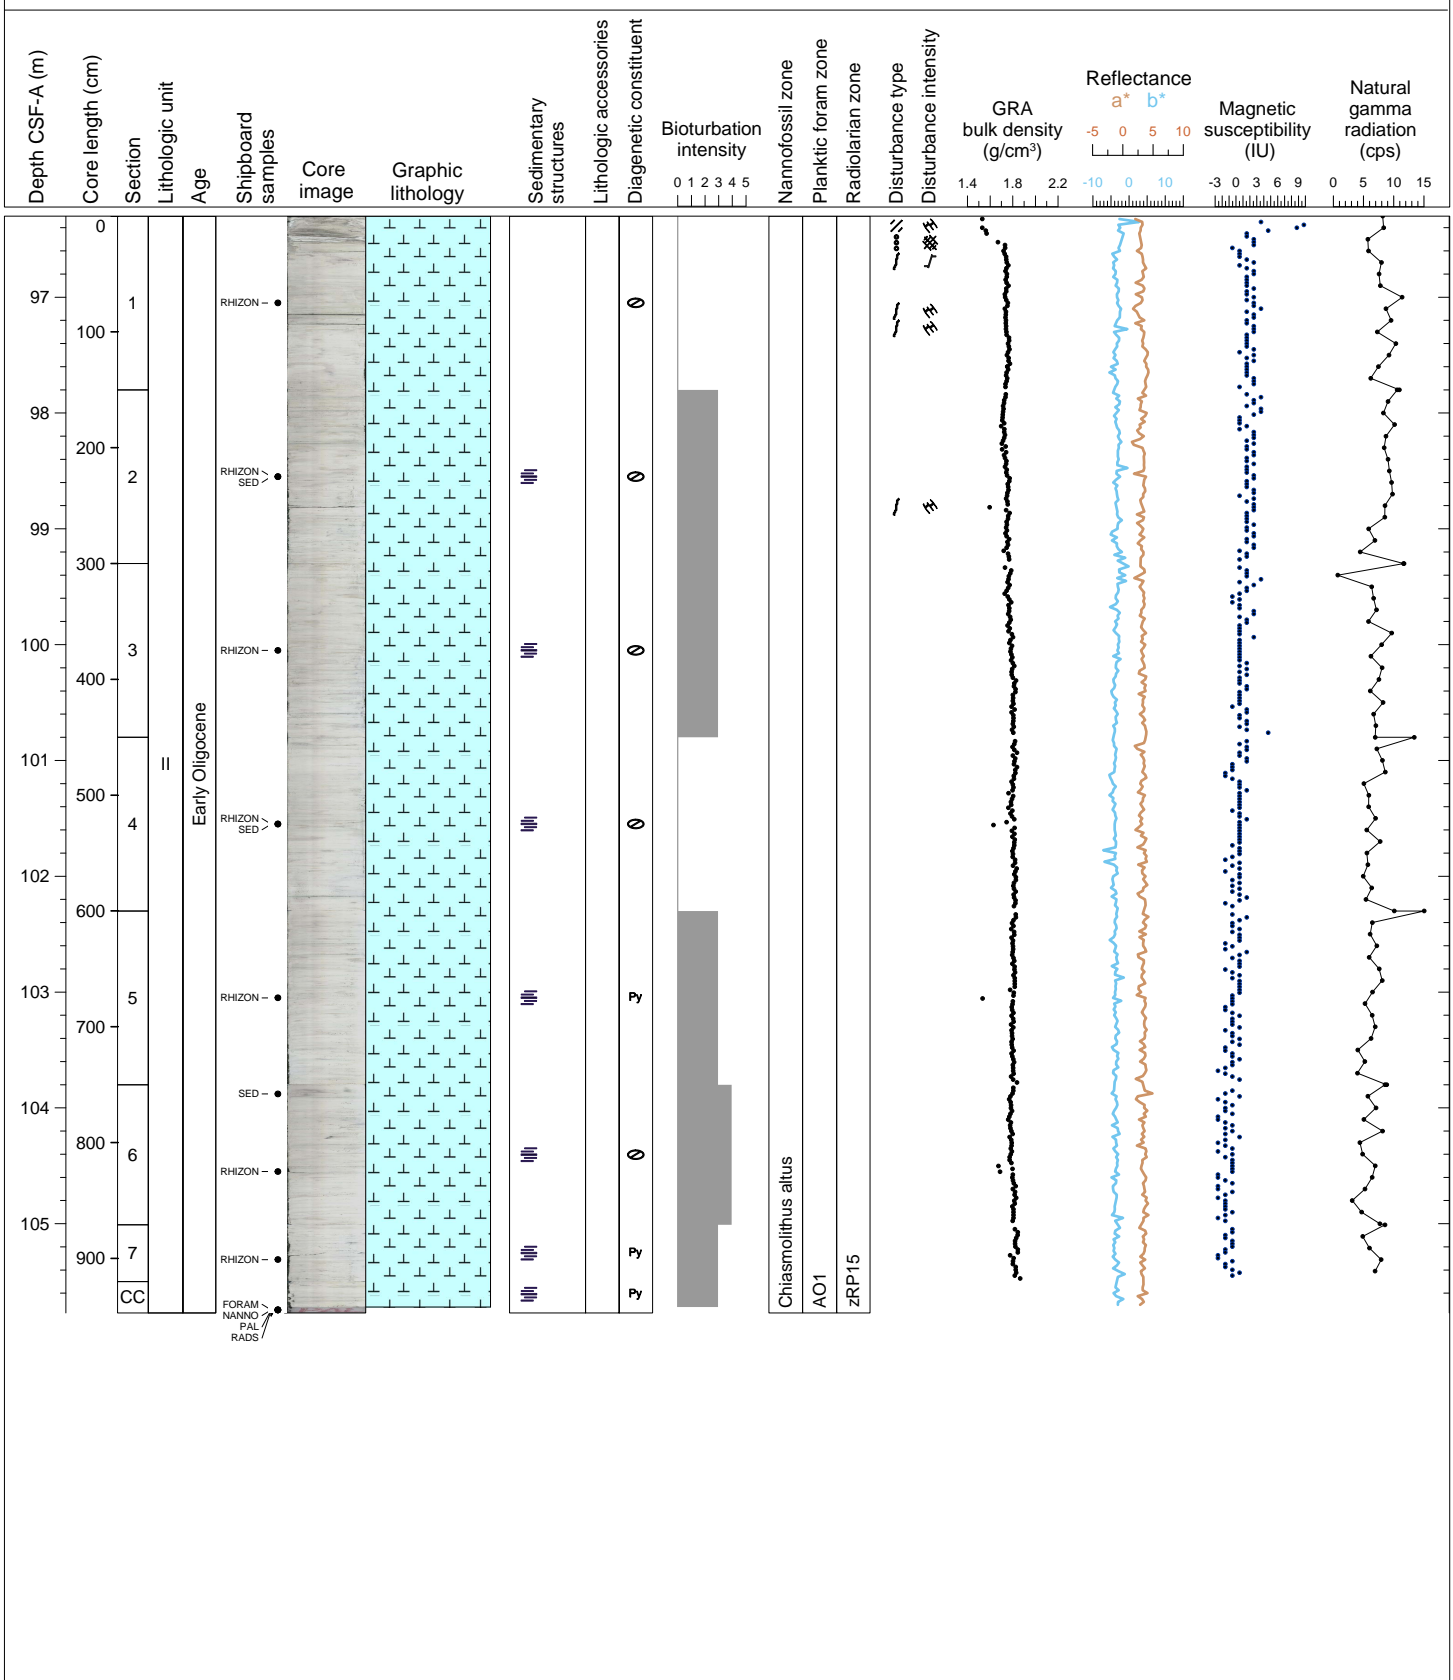 Depth CSF-A (m)
Core length (cm)
Section
Lithologic unit
Age
Shipboard
samples
Core
image
Graphic
lithology
Sedimentary
structures
Lithologic accessories
Diagenetic constituent
Bioturbation
intensity
0 1 2 3 4 5
Nannofossil zone
Planktic foram zone
Radiolarian zone
Disturbance type
Disturbance intensity
GRA
bulk density
(g/cm³)
1.4 1.8 2.2
Reflectance
a* b*
-5 0 5 10
-10 0 10
Magnetic
susceptibility
(IU)
-3 0 3 6 9
Natural
gamma
radiation
(cps)
0 5 10 15
97
98
99
100
101
102
103
104
105
0
100
200
300
400
500
600
700
800
900
1
2
3
4
5
6
7
CC
II
Early Oligocene
RHIZON
RHIZON
SED
RHIZON
RHIZON
SED
RHIZON
SED
RHIZON
RHIZON
FORAM
NANNO
PAL
RADS
Py
Py
Py
Chiasmolithus altus
AO1
zRP15